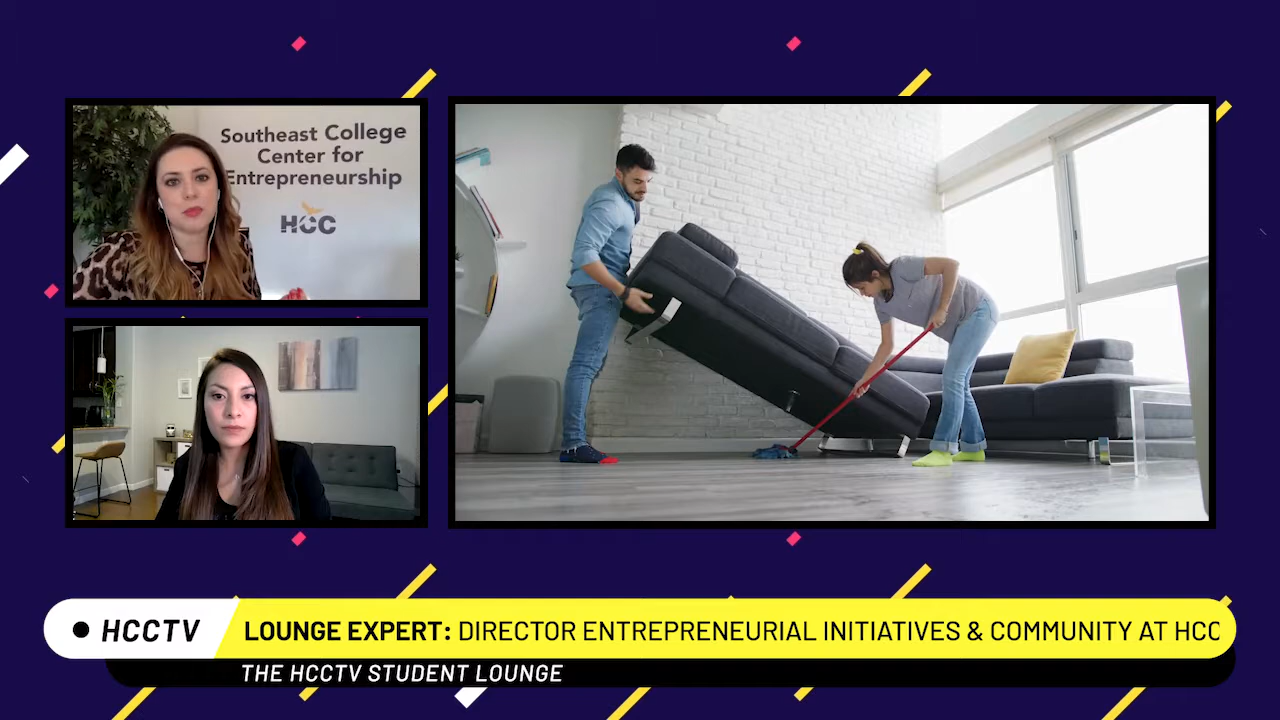 Southeast College
Center for
Entrepreneurship
HCC
HCCTV
LOUNGE EXPERT: DIRECTOR ENTREPRENEURIAL INITIATIVES & COMMUNITY AT HCC
THE HCCTV STUDENT LOUNGE